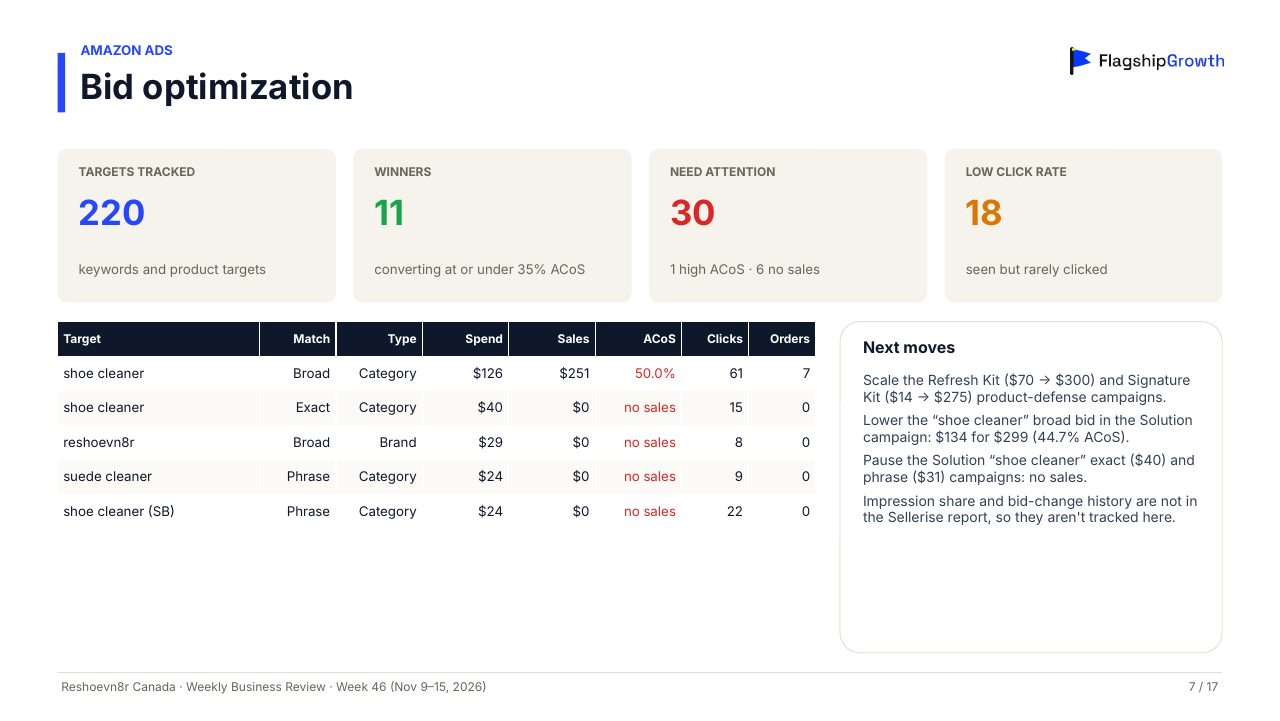 AMAZON ADS
Bid optimization
FlagshipGrowth
TARGETS TRACKED
220
keywords and product targets
WINNERS
11
converting at or under 35% ACoS
NEED ATTENTION
30
1 high ACoS · 6 no sales
LOW CLICK RATE
18
seen but rarely clicked
Target Match Type Spend Sales ACoS Clicks Orders
shoe cleaner Broad Category $126 $251 50.0% 61 7
shoe cleaner Exact Category $40 $0 no sales 15 0
reshoevn8r Broad Brand $29 $0 no sales 8 0
suede cleaner Phrase Category $24 $0 no sales 9 0
shoe cleaner (SB) Phrase Category $24 $0 no sales 22 0
Next moves
Scale the Refresh Kit ($70 → $300) and Signature
Kit ($14 → $275) product-defense campaigns.
Lower the “shoe cleaner” broad bid in the Solution
campaign: $134 for $299 (44.7% ACoS).
Pause the Solution “shoe cleaner” exact ($40) and
phrase ($31) campaigns: no sales.
Impression share and bid-change history are not in
the Sellerise report, so they aren't tracked here.
Reshoevn8r Canada · Weekly Business Review · Week 46 (Nov 9–15, 2026)
7 / 17